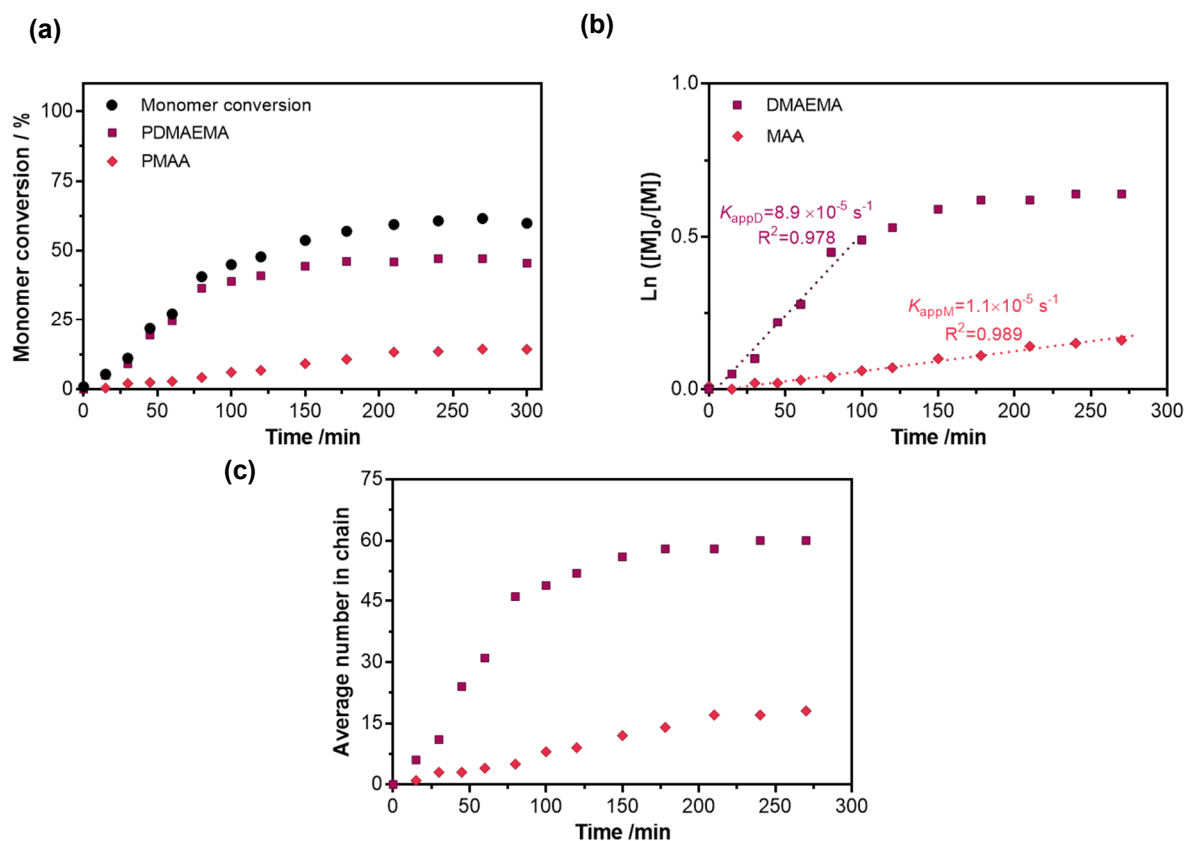 (a)
100
75
50
25
0
Monomer conversion / %
Monomer conversion
PDMAEMA
PMAA
0 50 100 150 200 250 300
Time /min
(b)
1.0
0.5
0.0
Ln ([M]₀/[M])
DMAEMA
MAA
KappD=8.9 ×10⁻⁵ s⁻¹
R²=0.978
KappM=1.1×10⁻⁵ s⁻¹
R²=0.989
0 50 100 150 200 250 300
Time /min
(c)
75
60
45
30
15
0
Average number in chain
0 50 100 150 200 250 300
Time /min